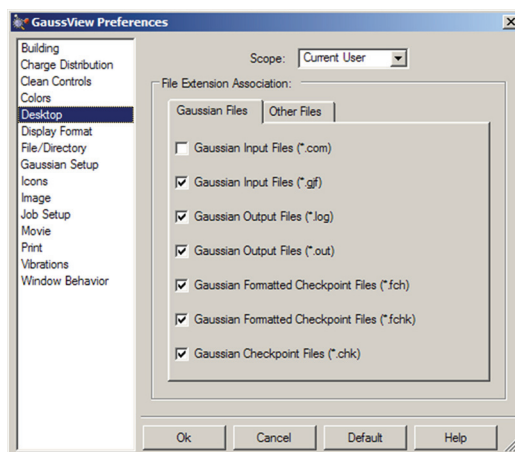 GaussView Preferences
Building
Charge Distribution
Clean Controls
Colors
Desktop
Display Format
File/Directory
Gaussian Setup
Icons
Image
Job Setup
Movie
Print
Vibrations
Window Behavior
Scope: Current User
File Extension Association:
Gaussian Files Other Files
Gaussian Input Files (*.com)
Gaussian Input Files (*.gjf)
Gaussian Output Files (*.log)
Gaussian Output Files (*.out)
Gaussian Formatted Checkpoint Files (*.fch)
Gaussian Formatted Checkpoint Files (*.fchk)
Gaussian Checkpoint Files (*.chk)
Ok Cancel Default Help